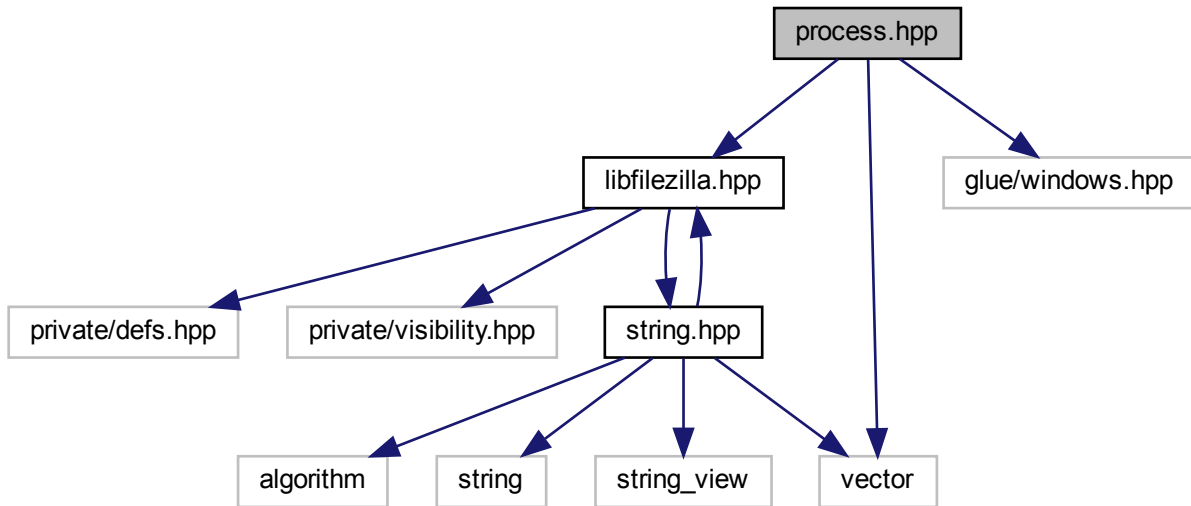 process.hpp
libfilezilla.hpp
glue/windows.hpp
private/defs.hpp
private/visibility.hpp
string.hpp
algorithm
string
string_view
vector